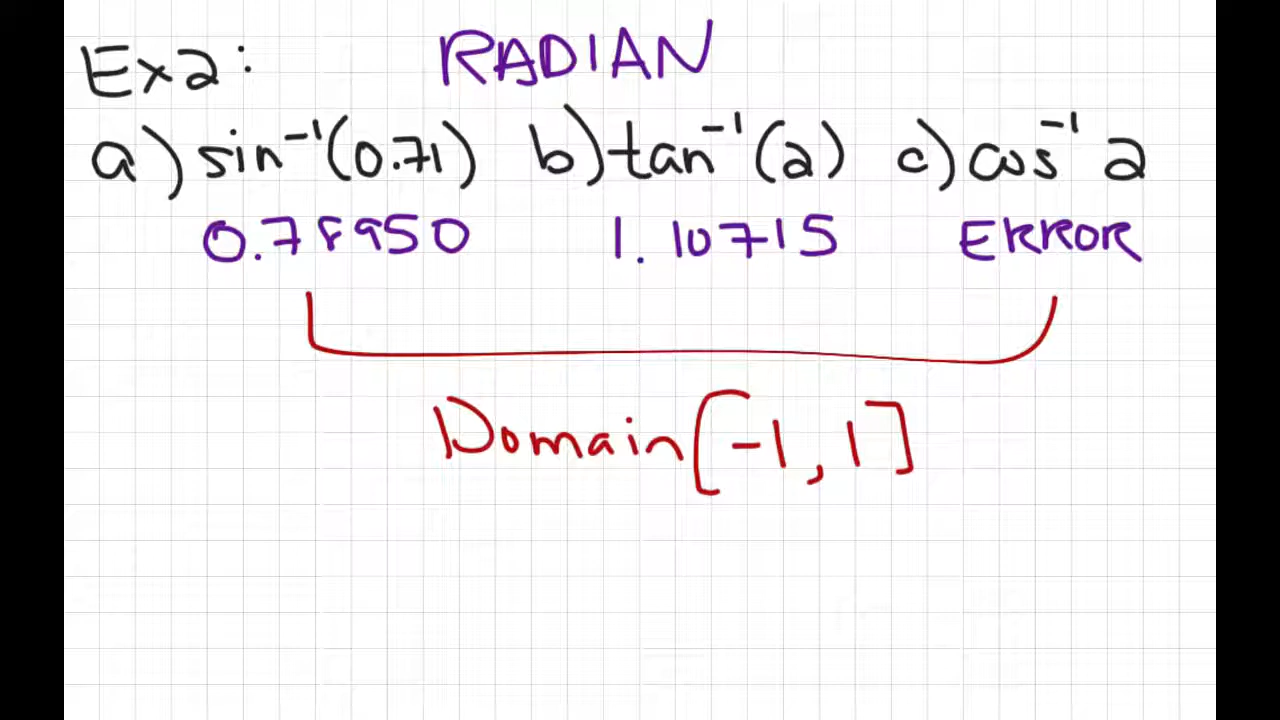 Ex2: RADIAN
a) sin⁻¹(0.71) b) tan⁻¹(2) c) cos⁻¹ 2
0.78950 1.10715 ERROR
Domain [-1, 1]